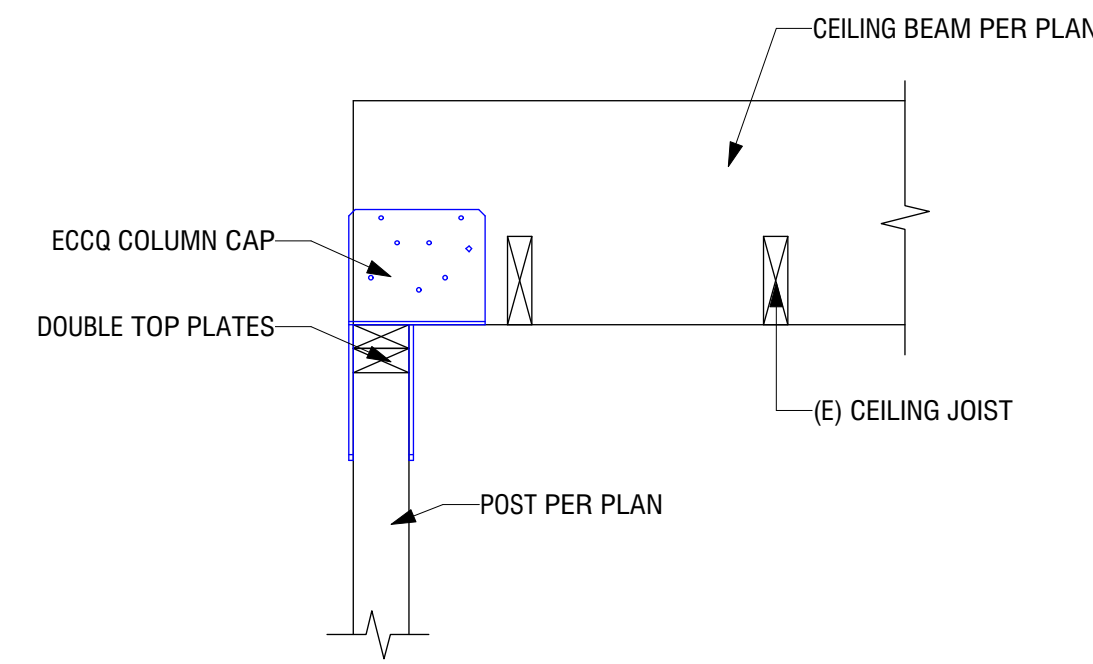 CEILING BEAM PER PLAN
ECCQ COLUMN CAP
DOUBLE TOP PLATES
(E) CEILING JOIST
POST PER PLAN